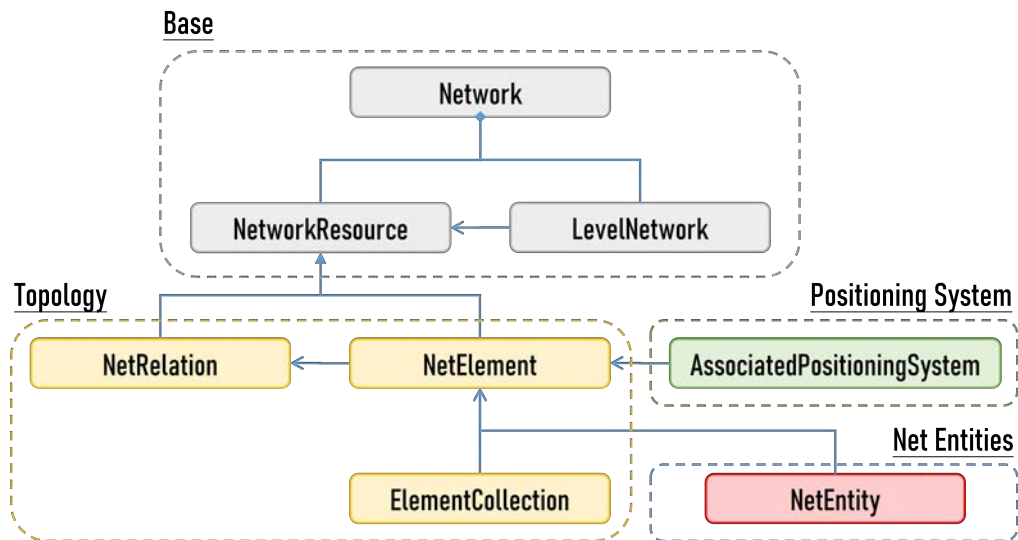 Base
Network
NetworkResource
LevelNetwork
Topology
Positioning System
NetRelation
NetElement
AssociatedPositioningSystem
Net Entities
ElementCollection
NetEntity